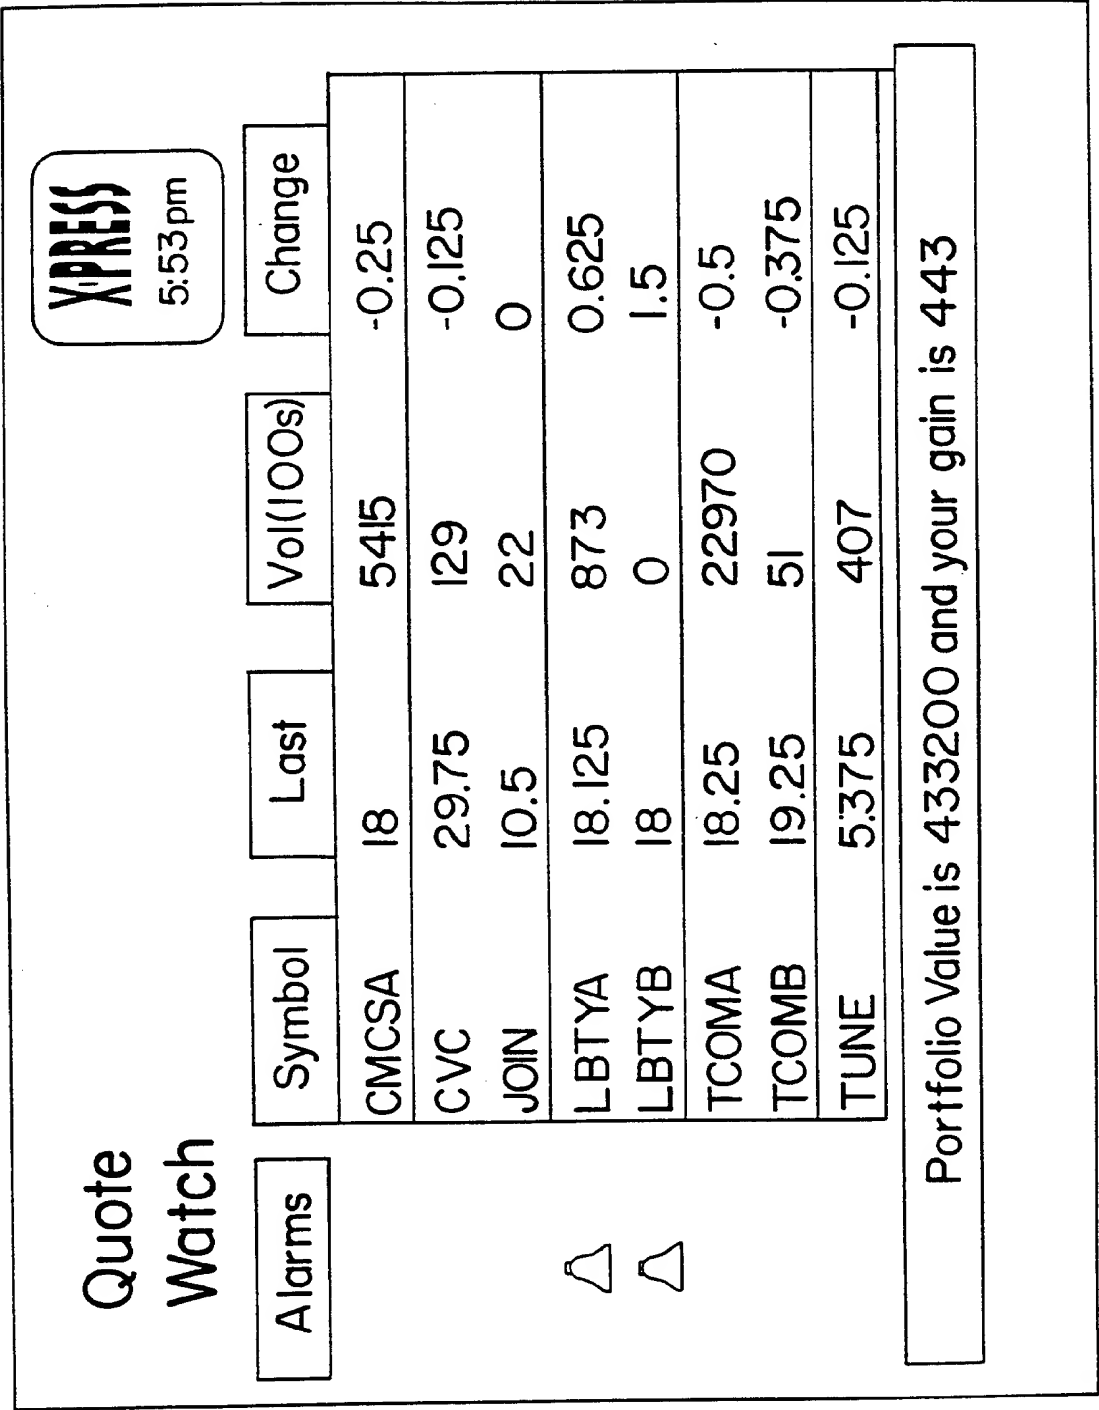 Quote
Watch
X·PRESS
5:53pm
Alarms Symbol Last Vol(100s) Change
CMCSA 18 5415 -0.25
CVC 29.75 129 -0.125
JOIN 10.5 22 0
LBTYA 18.125 873 0.625
LBTYB 18 0 1.5
TCOMA 18.25 22970 -0.5
TCOMB 19.25 51 -0.375
TUNE 5.375 407 -0.125
Portfolio Value is 433200 and your gain is 443